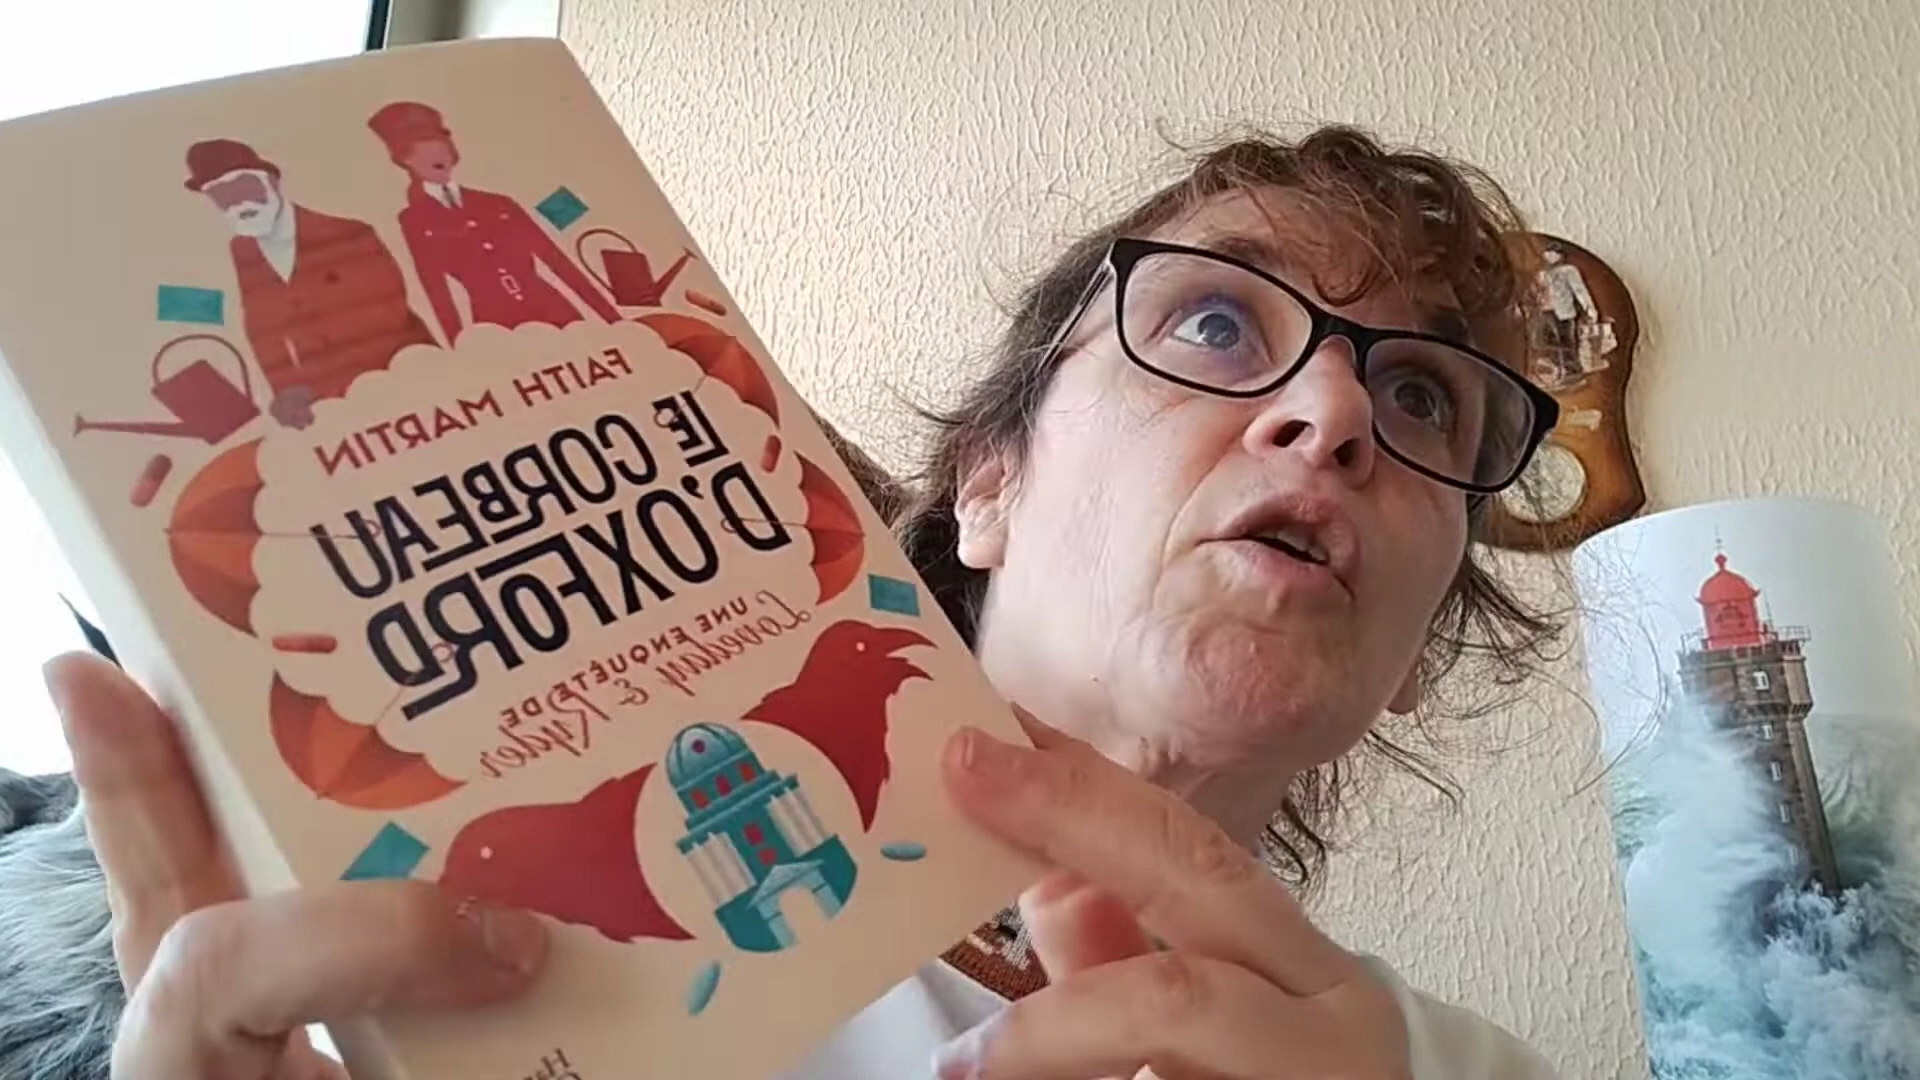 FAITH MARTIN
LE CORBEAU
D'OXFORD
UNE ENQUÊTE DE
Loveday & Ryder